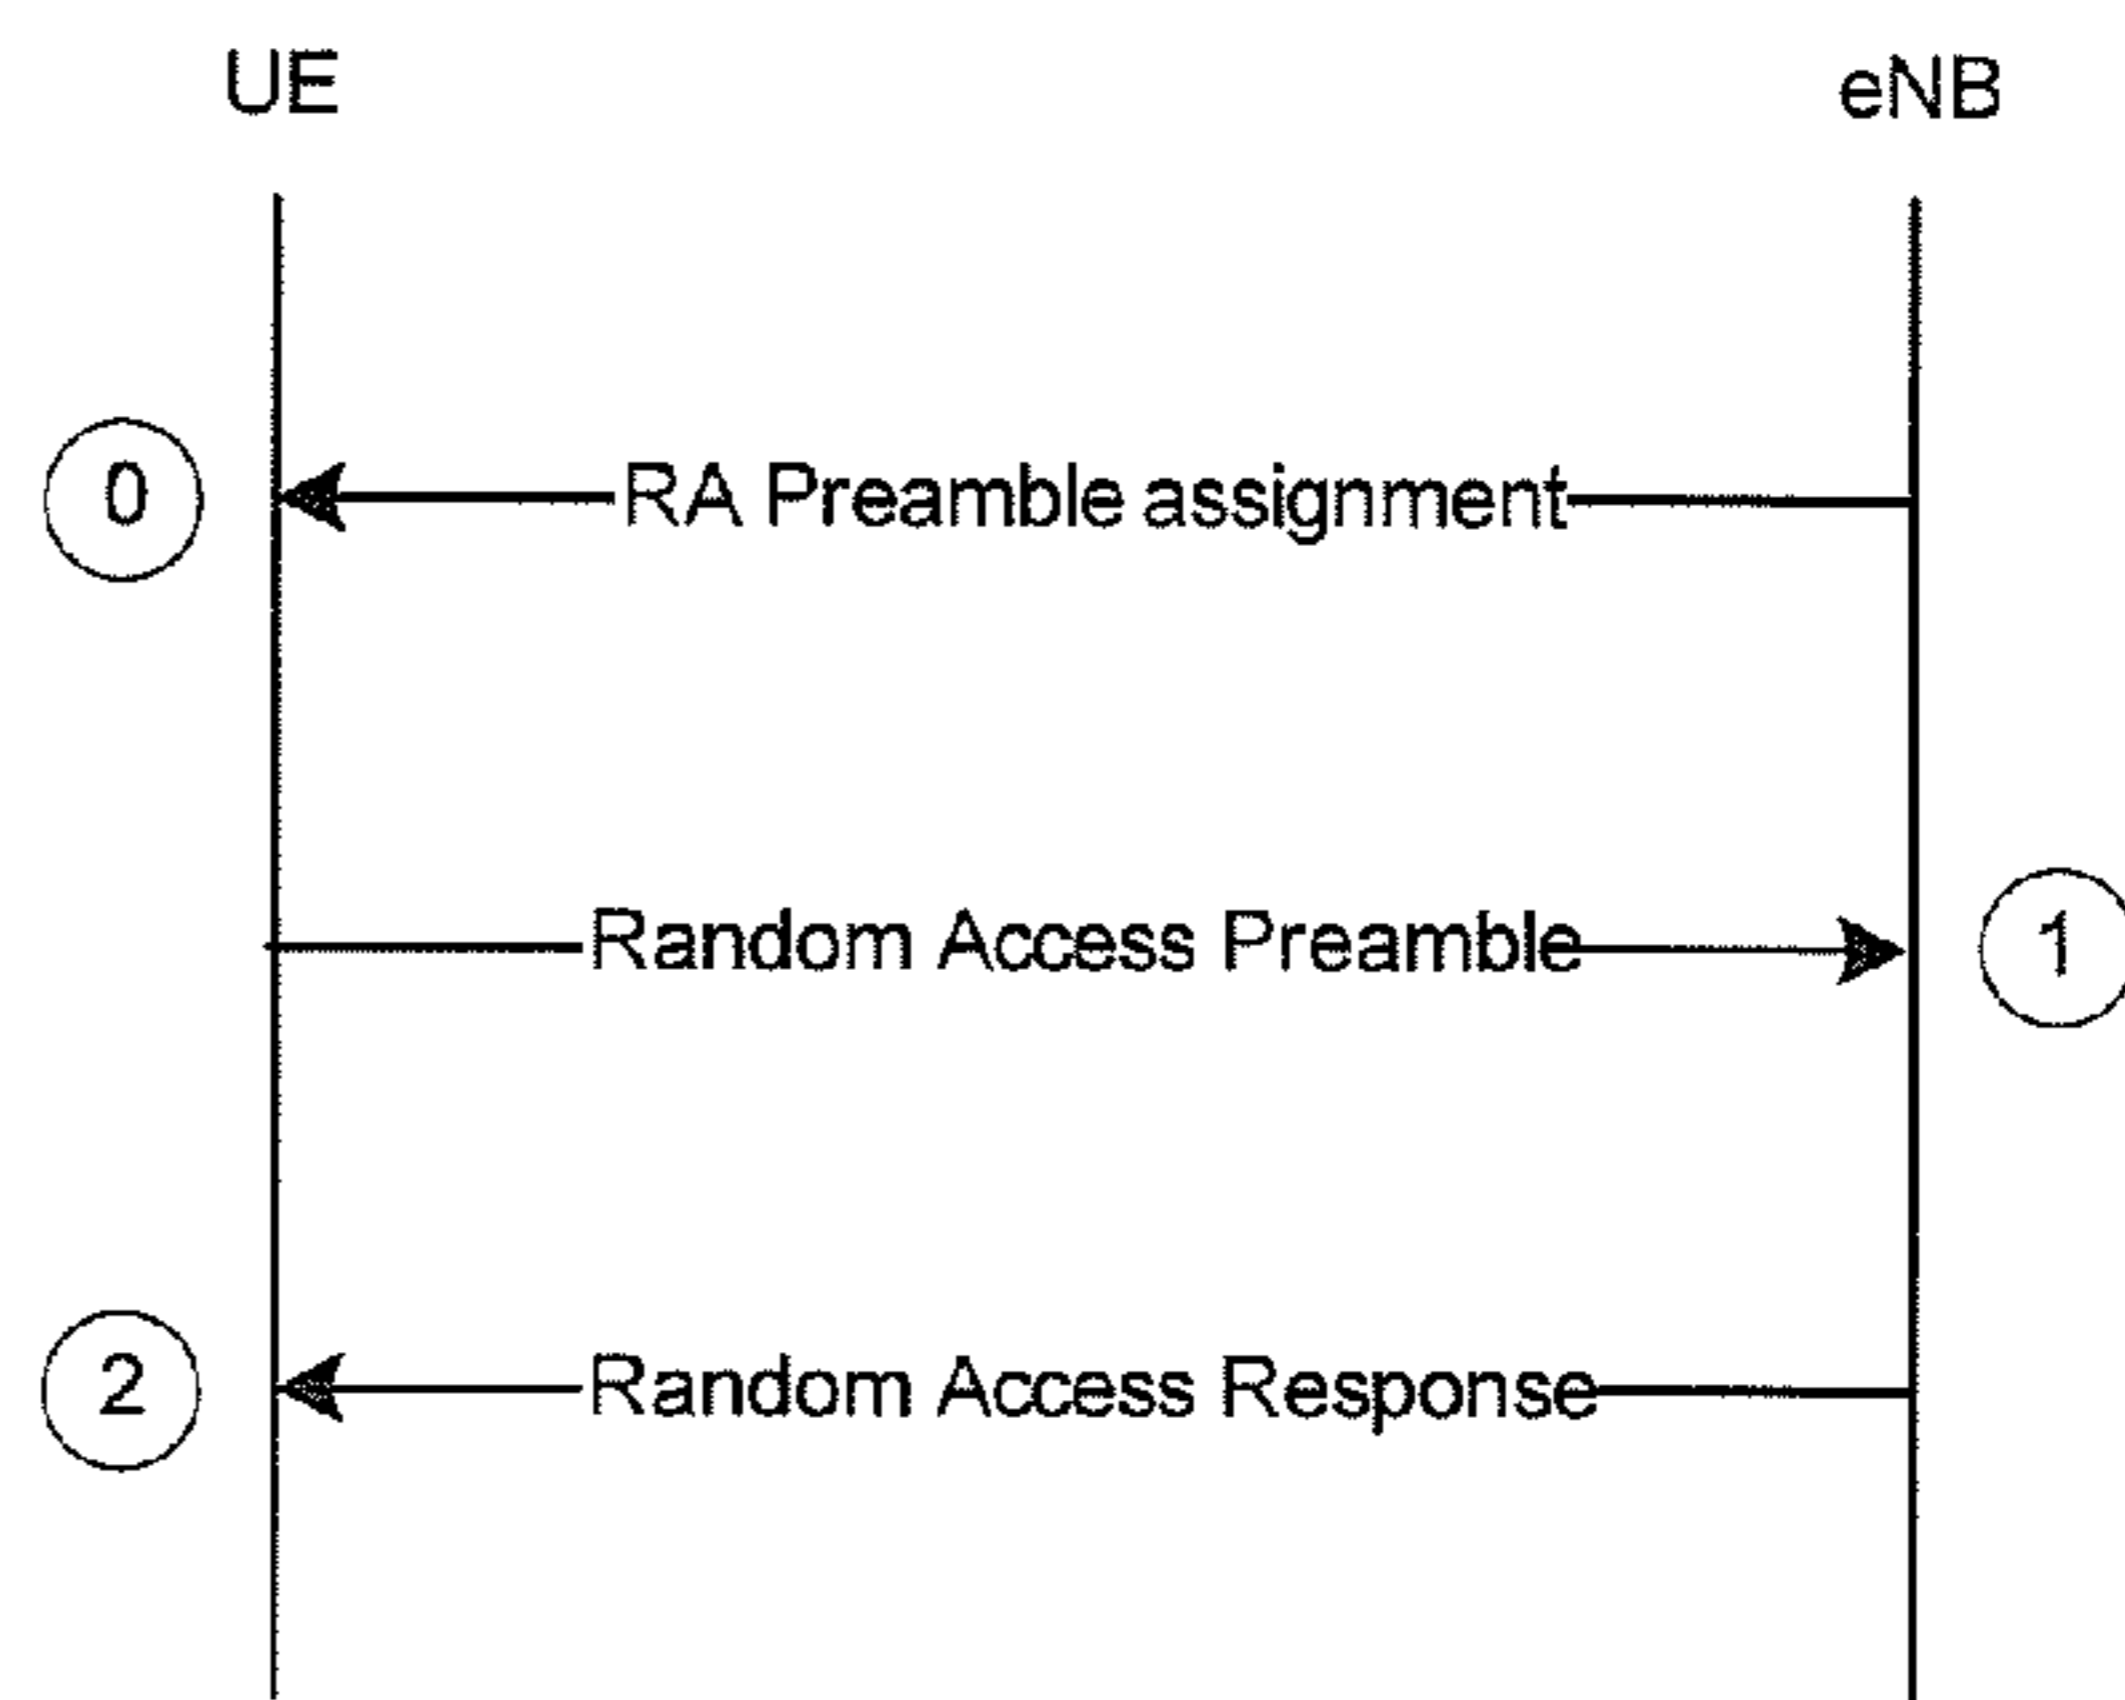 UE eNB
0 RA Preamble assignment
Random Access Preamble 1
2 Random Access Response